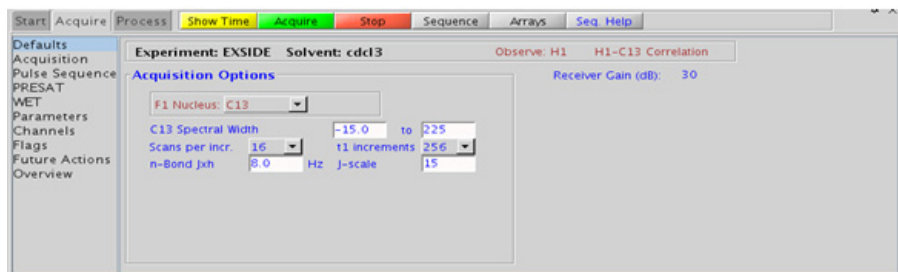 Start Acquire Process Show Time Acquire Stop Sequence Arrays Seq. Help
Defaults
Acquisition
Pulse Sequence
PRESAT
WET
Parameters
Channels
Flags
Future Actions
Overview
Experiment: EXSIDE Solvent: cdcl3 Observe: H1 H1-C13 Correlation
Acquisition Options Receiver Gain (dB): 30
F1 Nucleus: C13
C13 Spectral Width -15.0 to 225
Scans per incr. 16 t1 increments 256
n-Bond Jxh 8.0 Hz J-scale 15